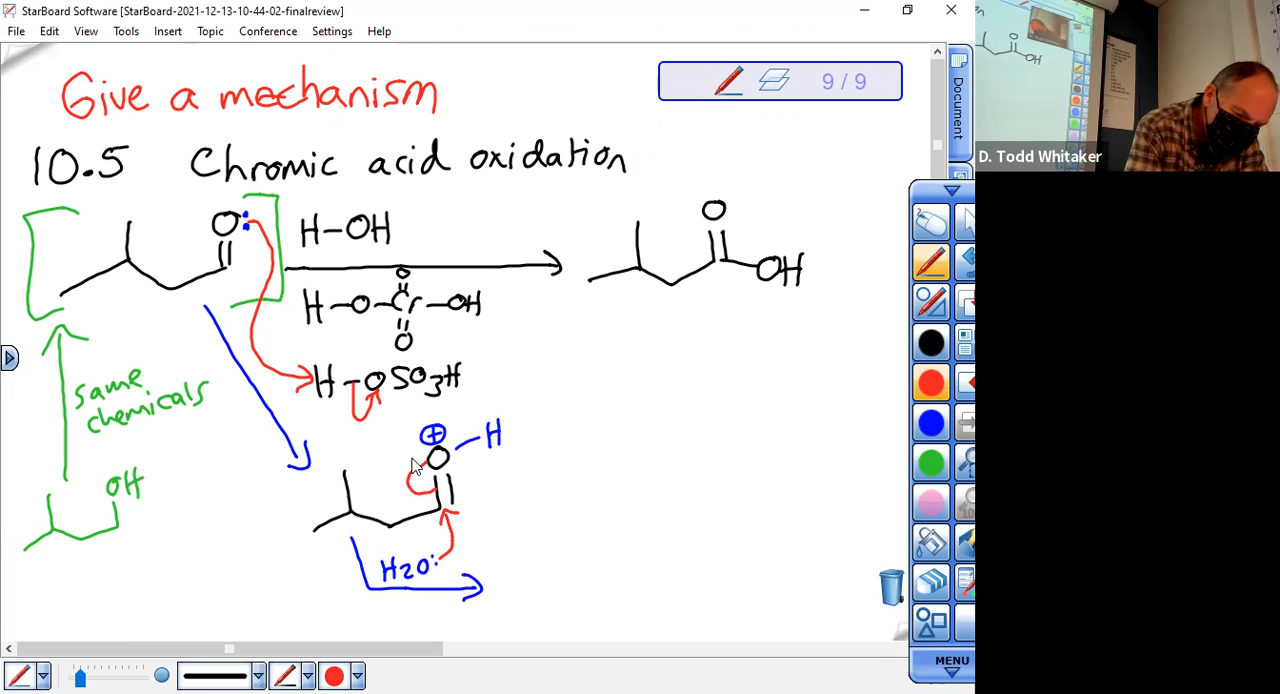 StarBoard Software [StarBoard-2021-12-13-10-44-02-finalreview]
File Edit View Tools Insert Topic Conference Settings Help
Give a mechanism
9 / 9
Document
10.5 Chromic acid oxidation
D. Todd Whitaker
O:
H-OH
O
OH
O
H-O-Cr-OH
O
same
chemicals
H-OSO3H
⊕
O-H
OH
H2O:
MENU